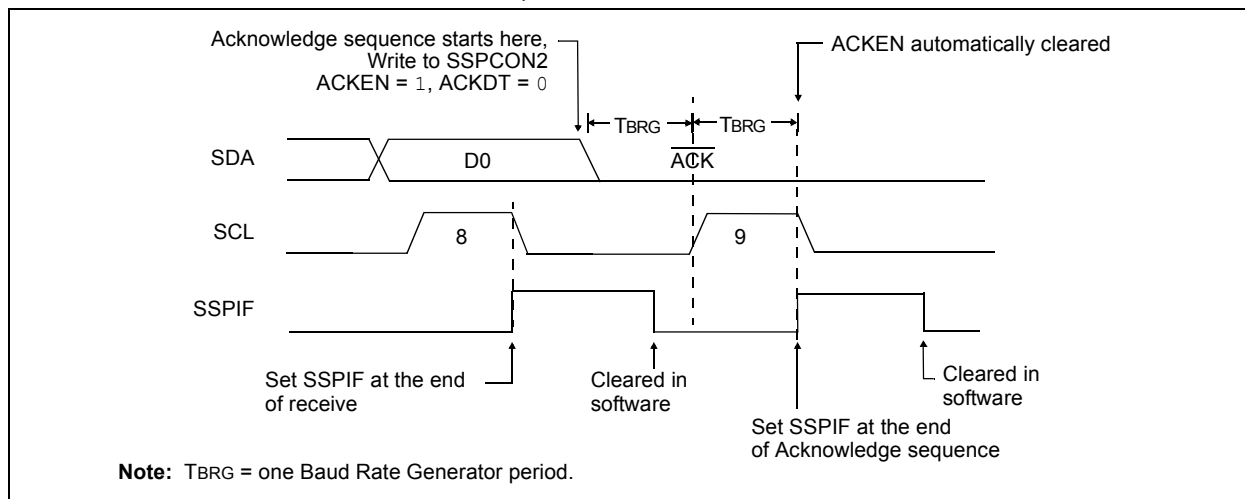 Acknowledge sequence starts here,
Write to SSPCON2
ACKEN = 1, ACKDT = 0
ACKEN automatically cleared
TBRG
TBRG
SDA
D0
ACK
SCL
8
9
SSPIF
Set SSPIF at the end
of receive
Cleared in
software
Set SSPIF at the end
of Acknowledge sequence
Cleared in
software
Note: TBRG = one Baud Rate Generator period.